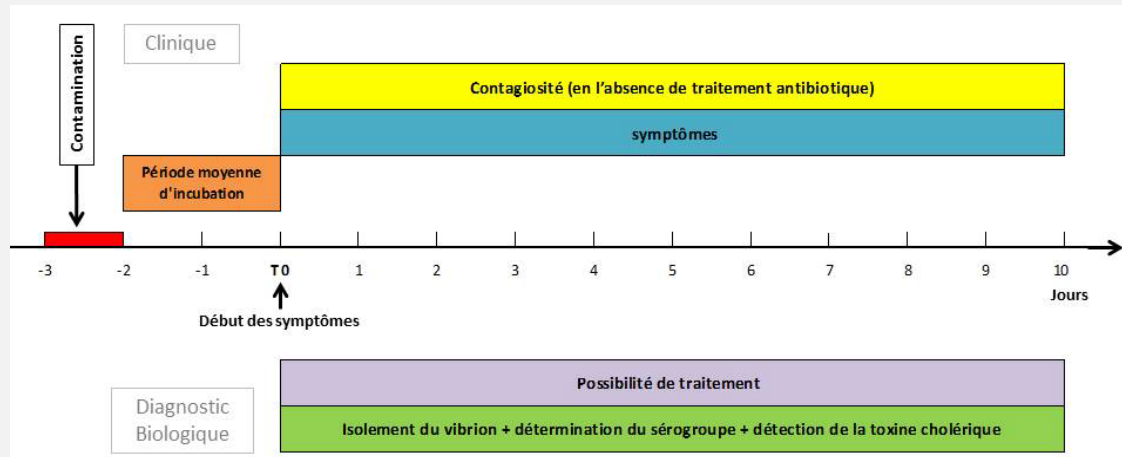 Clinique
Contamination
Contagiosité (en l'absence de traitement antibiotique)
symptômes
Période moyenne
d'incubation
-3 -2 -1 T0 1 2 3 4 5 6 7 8 9 10
Jours
Début des symptômes
Possibilité de traitement
Diagnostic
Biologique
Isolement du vibrion + détermination du sérogroupe + détection de la toxine cholérique